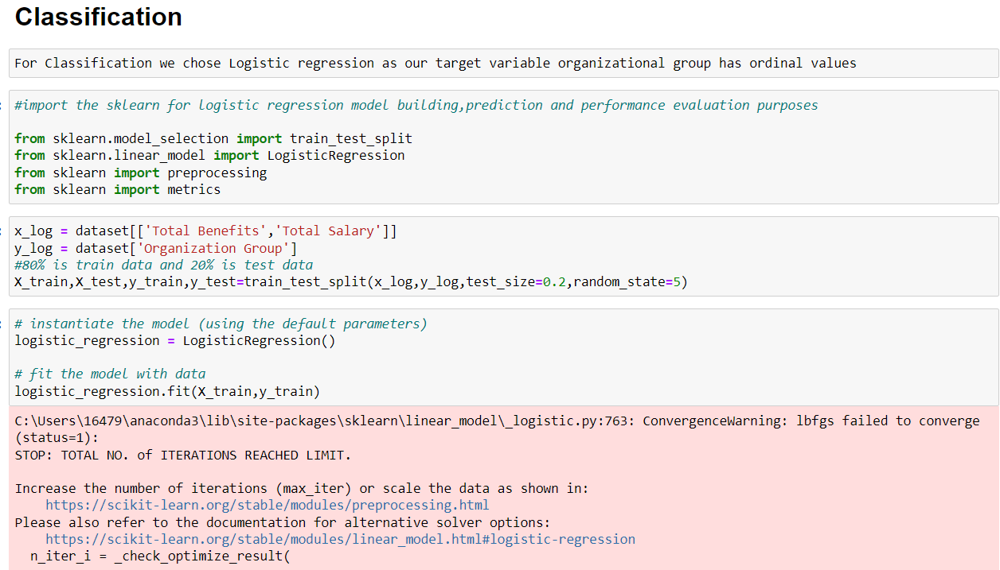 Classification
For Classification we chose Logistic regression as our target variable organizational group has ordinal values
#import the sklearn for logistic regression model building,prediction and performance evaluation purposes
from sklearn.model_selection import train_test_split
from sklearn.linear_model import LogisticRegression
from sklearn import preprocessing
from sklearn import metrics
x_log = dataset[['Total Benefits','Total Salary']]
y_log = dataset['Organization Group']
#80% is train data and 20% is test data
X_train,X_test,y_train,y_test=train_test_split(x_log,y_log,test_size=0.2,random_state=5)
# instantiate the model (using the default parameters)
logistic_regression = LogisticRegression()
# fit the model with data
logistic_regression.fit(X_train,y_train)
C:\Users\16479\anaconda3\lib\site-packages\sklearn\linear_model\_logistic.py:763: ConvergenceWarning: lbfgs failed to converge
(status=1):
STOP: TOTAL NO. of ITERATIONS REACHED LIMIT.
Increase the number of iterations (max_iter) or scale the data as shown in:
    https://scikit-learn.org/stable/modules/preprocessing.html
Please also refer to the documentation for alternative solver options:
    https://scikit-learn.org/stable/modules/linear_model.html#logistic-regression
  n_iter_i = _check_optimize_result(